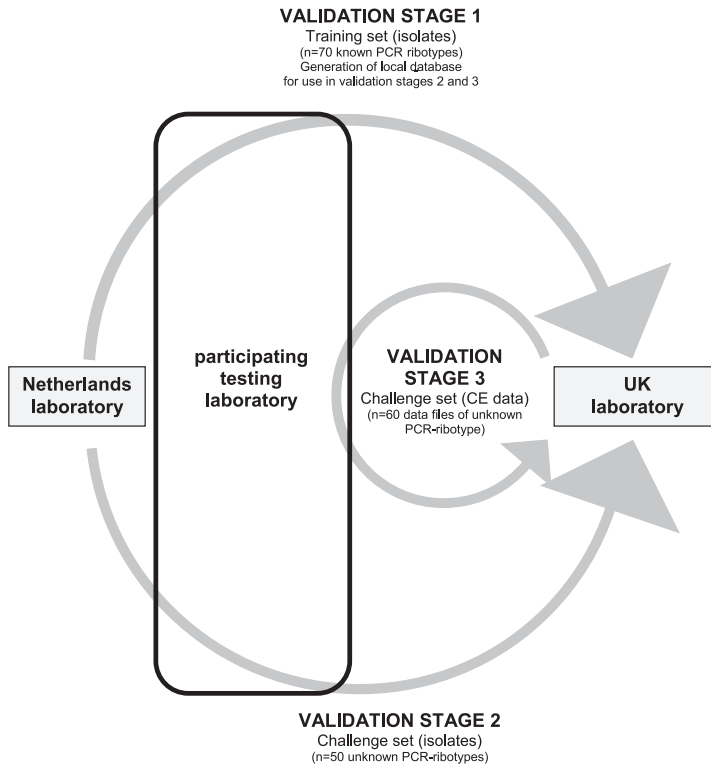 VALIDATION STAGE 1
Training set (isolates)
(n=70 known PCR ribotypes)
Generation of local database
for use in validation stages 2 and 3
Netherlands
laboratory
participating
testing
laboratory
VALIDATION
STAGE 3
Challenge set (CE data)
(n=60 data files of unknown
PCR-ribotype)
UK
laboratory
VALIDATION STAGE 2
Challenge set (isolates)
(n=50 unknown PCR-ribotypes)